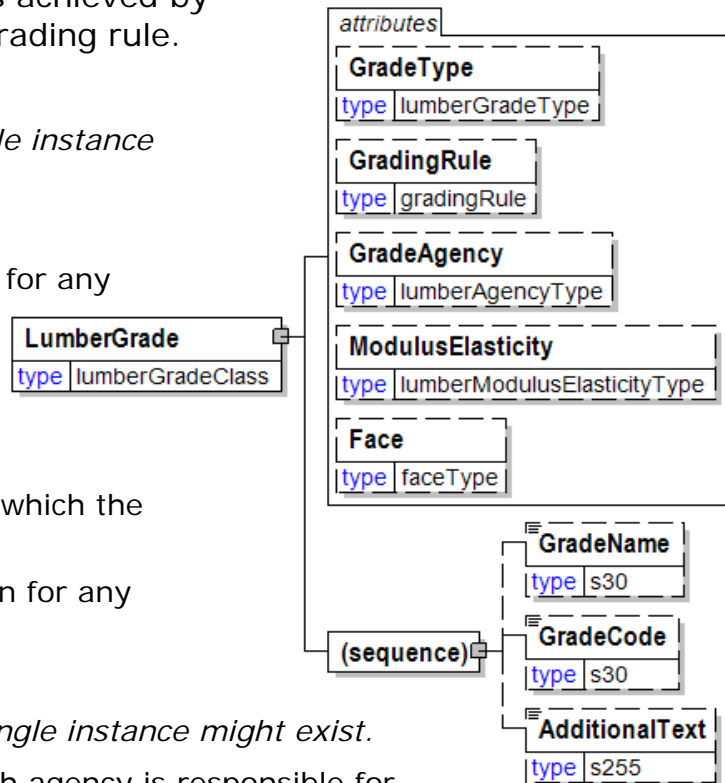 s achieved by
rading rule.
le instance
for any
which the
n for any
ngle instance might exist.
h agency is responsible for
LumberGrade
type lumberGradeClass
attributes
GradeType
type lumberGradeType
GradingRule
type gradingRule
GradeAgency
type lumberAgencyType
ModulusElasticity
type lumberModulusElasticityType
Face
type faceType
(sequence)
GradeName
type s30
GradeCode
type s30
AdditionalText
type s255